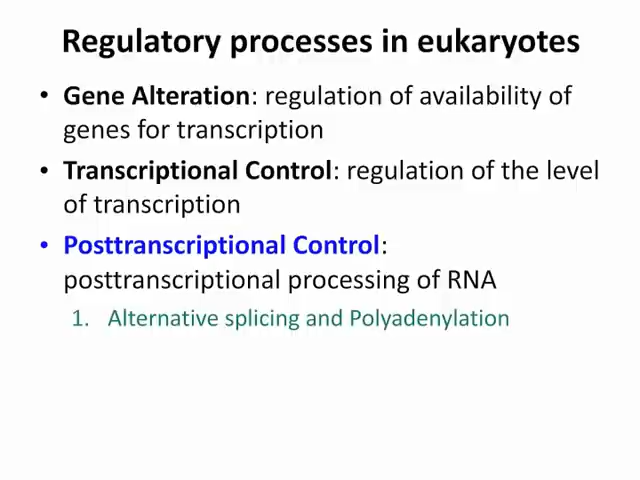 Regulatory processes in eukaryotes
• Gene Alteration: regulation of availability of
genes for transcription
• Transcriptional Control: regulation of the level
of transcription
• Posttranscriptional Control:
posttranscriptional processing of RNA
1. Alternative splicing and Polyadenylation